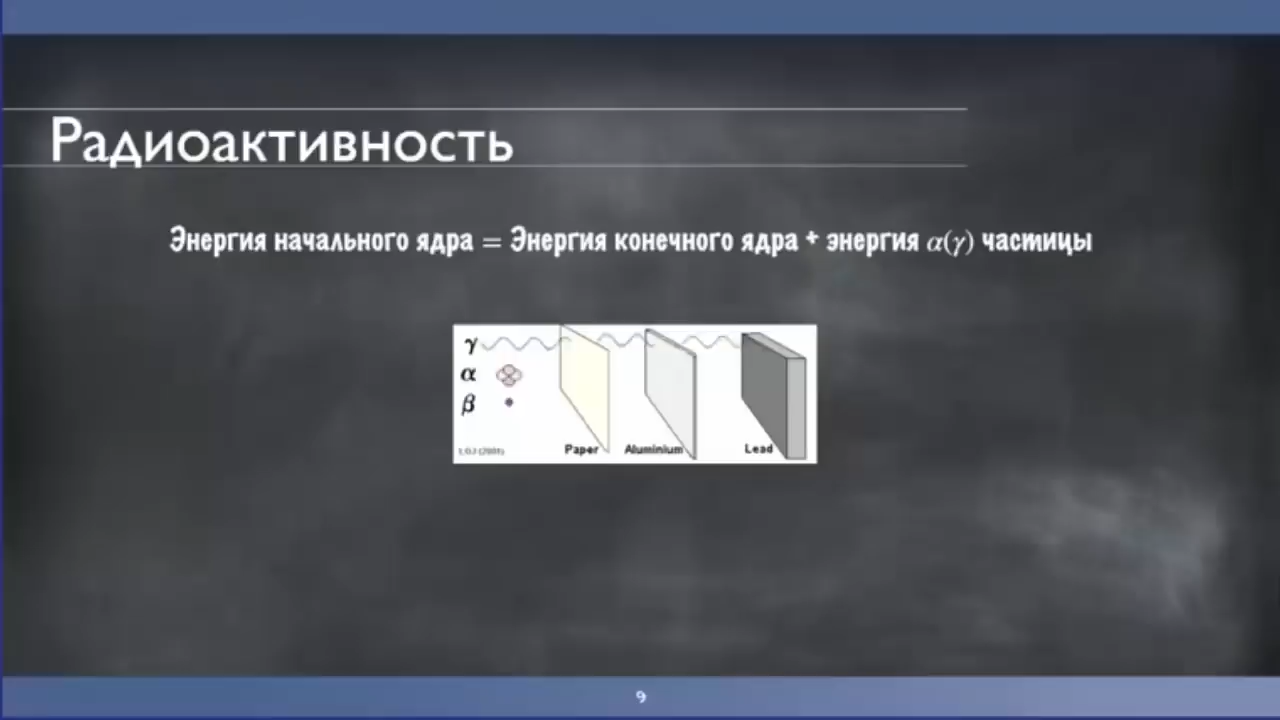 Радиоактивность
Энергия начального ядра = Энергия конечного ядра + энергия α(γ) частицы
γ
α
β
Paper Aluminium Lead
9